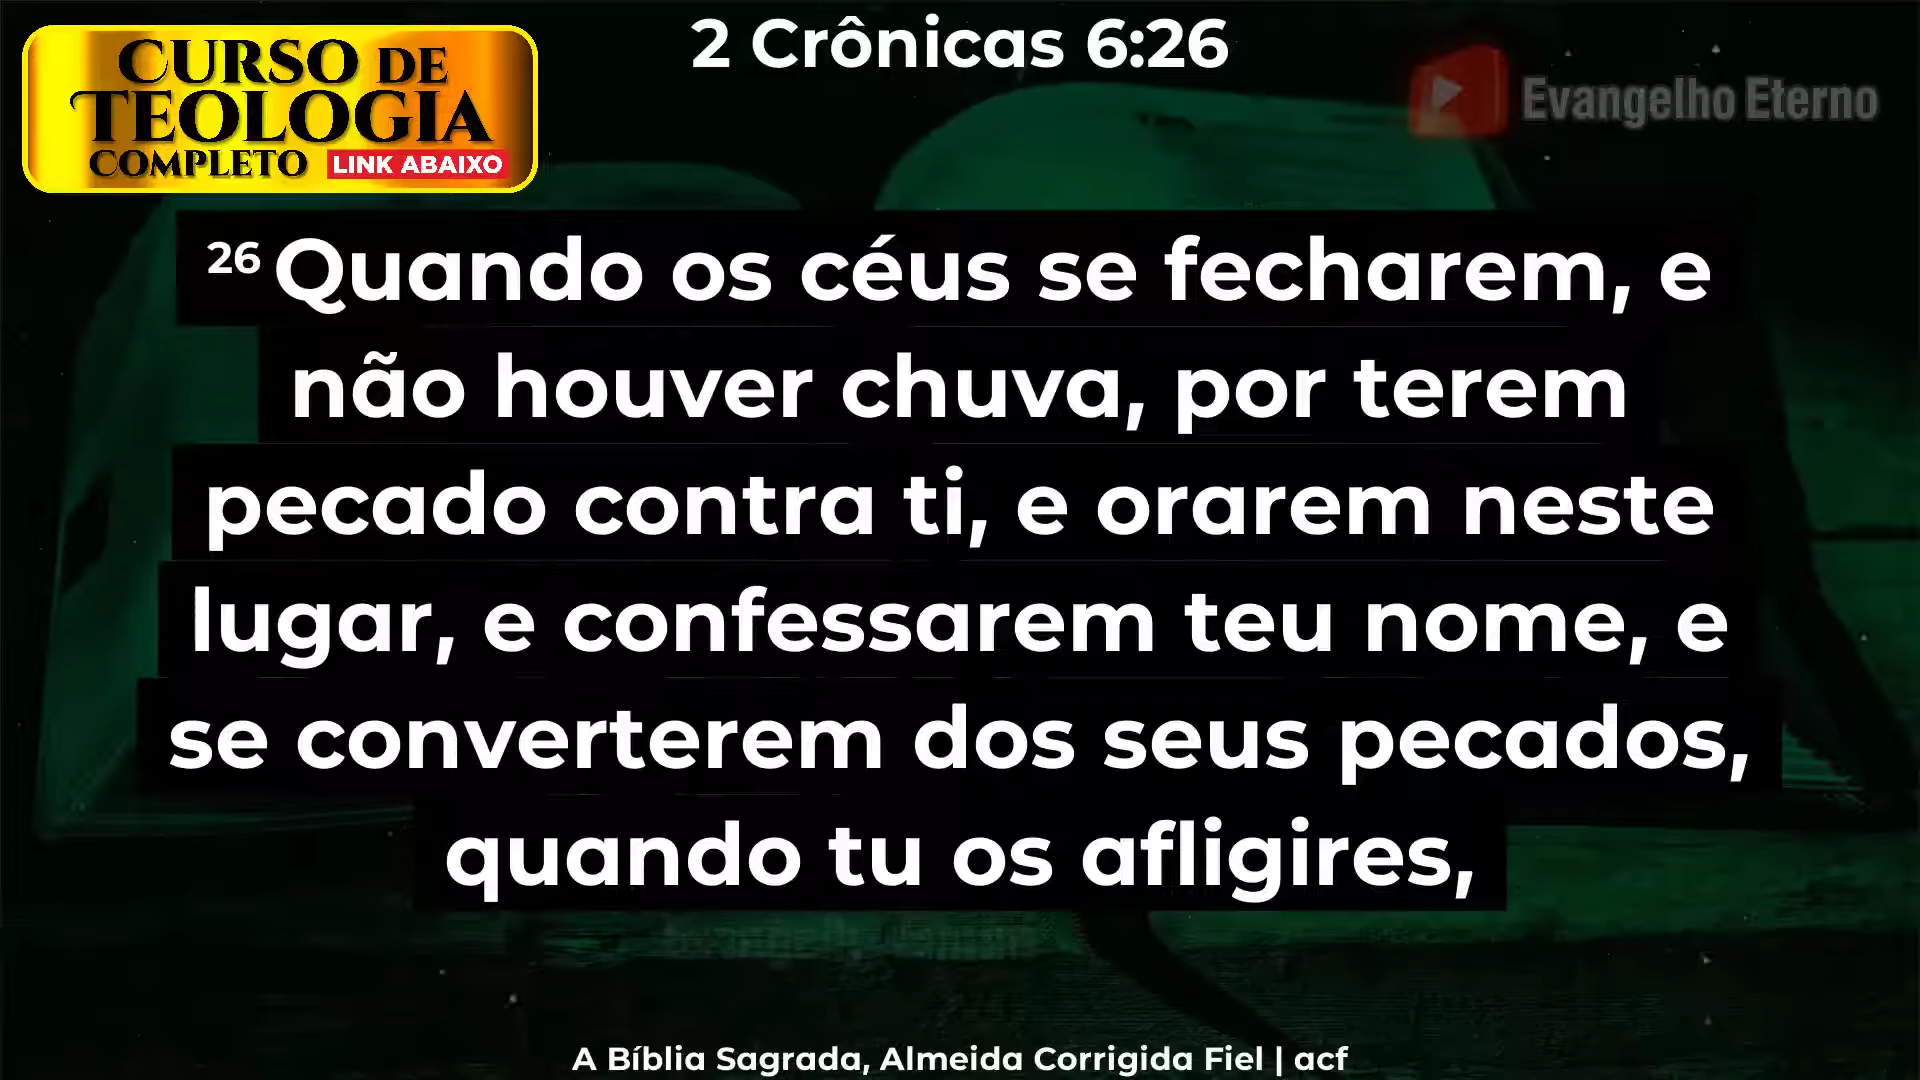 2 Crônicas 6:26
CURSO DE
TEOLOGIA
COMPLETO LINK ABAIXO
Evangelho Eterno
26 Quando os céus se fecharem, e
não houver chuva, por terem
pecado contra ti, e orarem neste
lugar, e confessarem teu nome, e
se converterem dos seus pecados,
quando tu os afligires,
A Bíblia Sagrada, Almeida Corrigida Fiel | acf